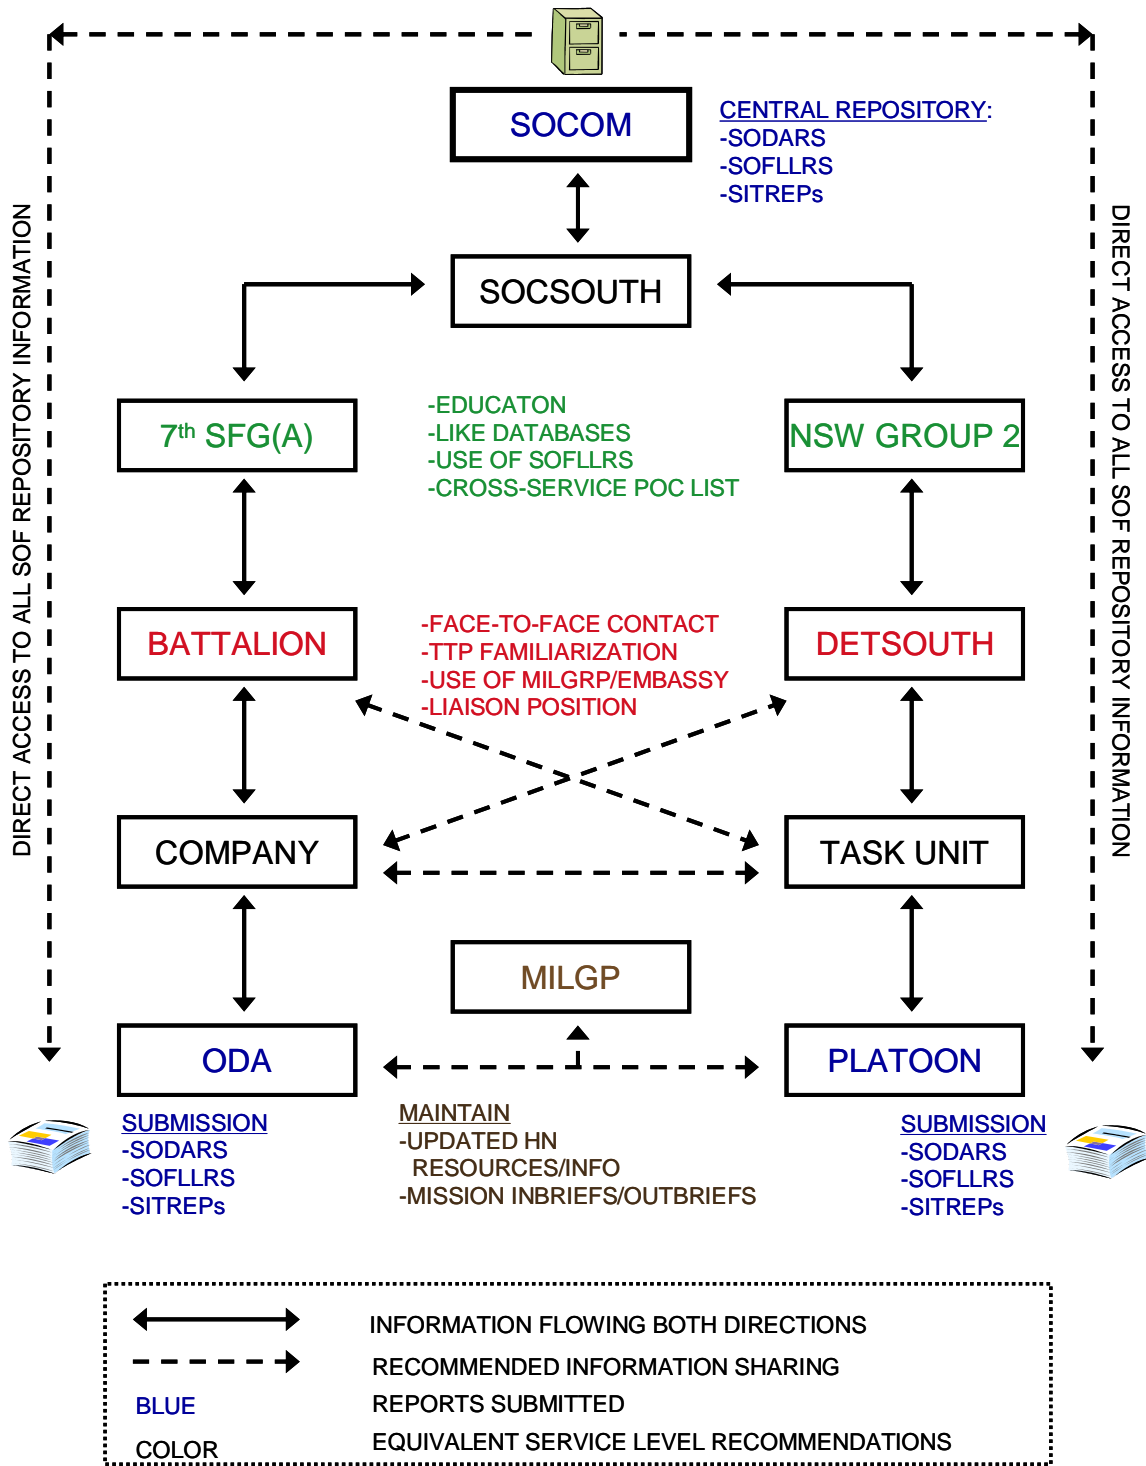 SOCOM
CENTRAL REPOSITORY:
-SODARS
-SOFLLRS
-SITREPs
DIRECT ACCESS TO ALL SOF REPOSITORY INFORMATION
DIRECT ACCESS TO ALL SOF REPOSITORY INFORMATION
SOCSOUTH
7th SFG(A)
-EDUCATON
-LIKE DATABASES
-USE OF SOFLLRS
-CROSS-SERVICE POC LIST
NSW GROUP 2
BATTALION
-FACE-TO-FACE CONTACT
-TTP FAMILIARIZATION
-USE OF MILGRP/EMBASSY
-LIAISON POSITION
DETSOUTH
COMPANY
TASK UNIT
MILGP
ODA
PLATOON
SUBMISSION
-SODARS
-SOFLLRS
-SITREPs
MAINTAIN
-UPDATED HN
RESOURCES/INFO
-MISSION INBRIEFS/OUTBRIEFS
SUBMISSION
-SODARS
-SOFLLRS
-SITREPs
INFORMATION FLOWING BOTH DIRECTIONS
RECOMMENDED INFORMATION SHARING
BLUE REPORTS SUBMITTED
COLOR EQUIVALENT SERVICE LEVEL RECOMMENDATIONS